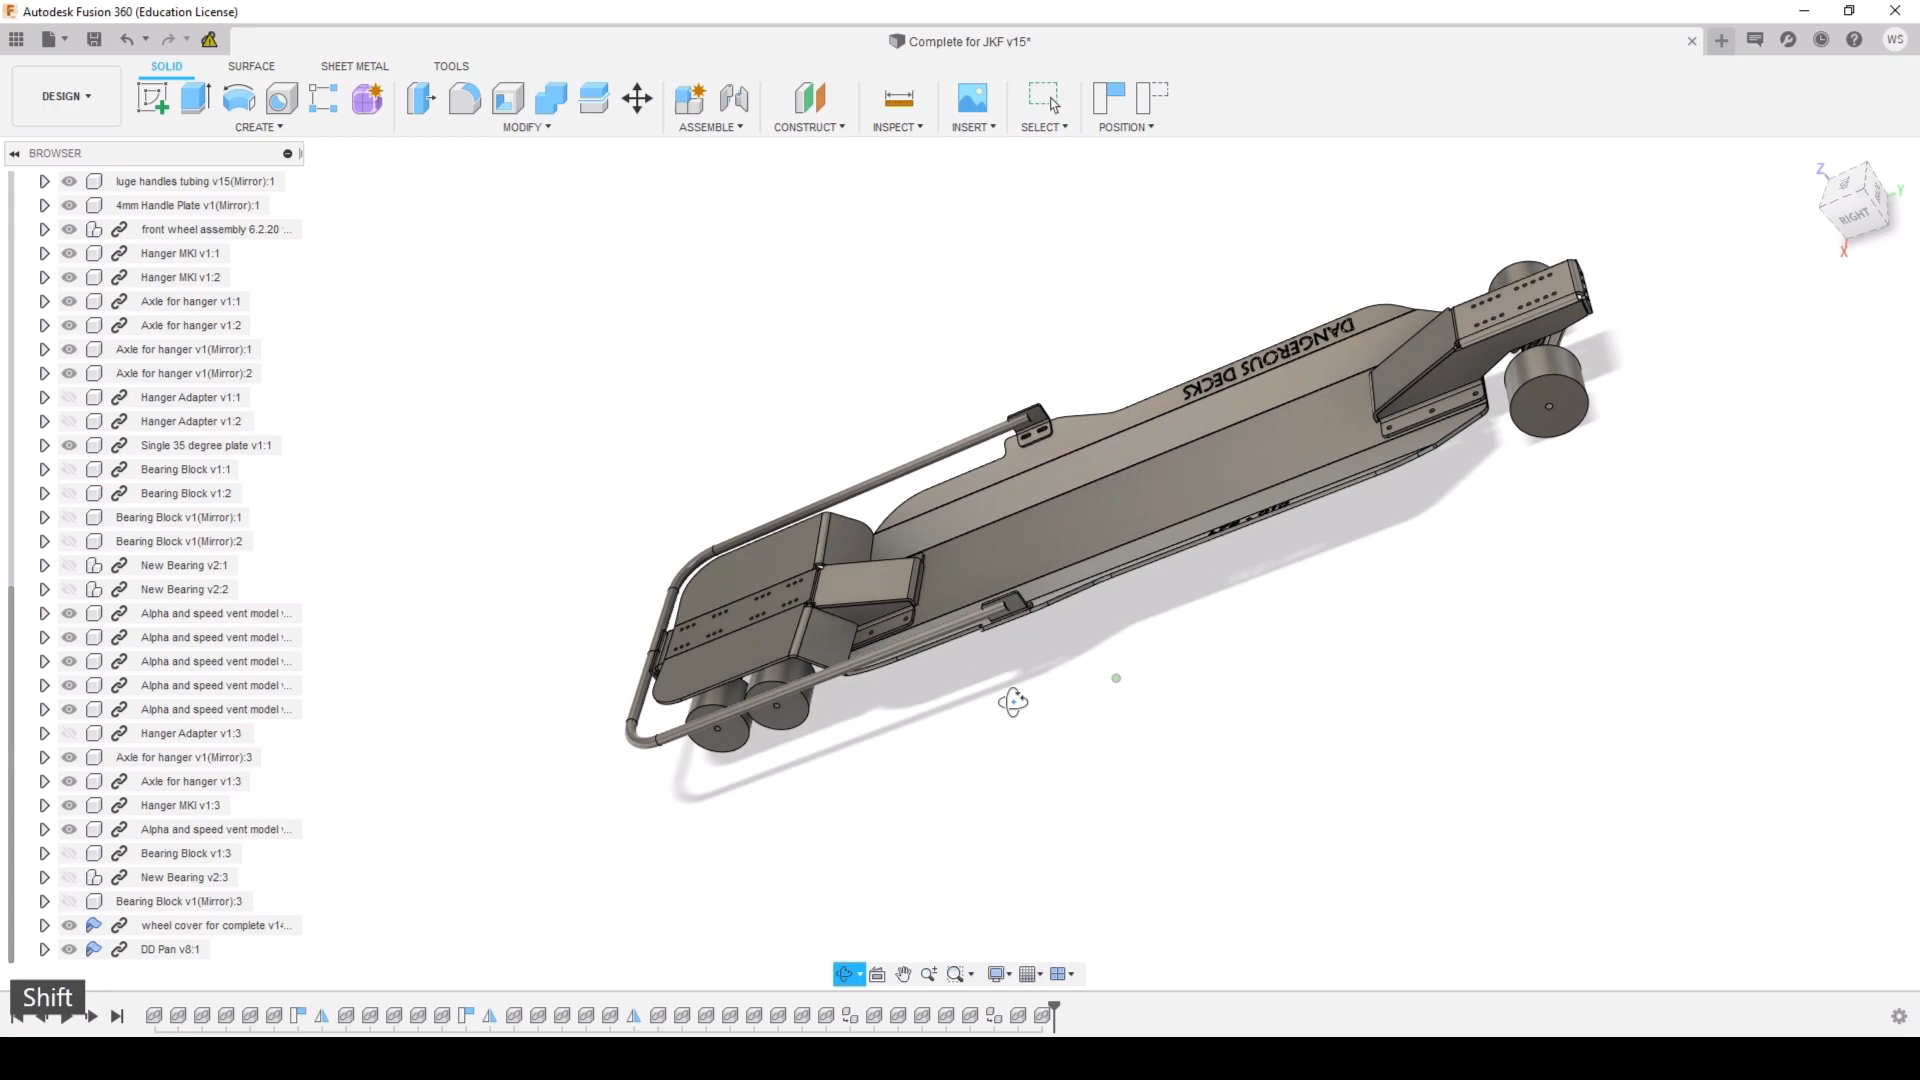 Autodesk Fusion 360 (Education License)
Complete for JKF v15*
WS
DESIGN
SOLID
SURFACE
SHEET METAL
TOOLS
CREATE
MODIFY
ASSEMBLE
CONSTRUCT
INSPECT
INSERT
SELECT
POSITION
BROWSER
luge handles tubing v15(Mirror):1
4mm Handle Plate v1(Mirror):1
front wheel assembly 6.2.20 ...
Hanger MKI v1:1
Hanger MKI v1:2
Axle for hanger v1:1
Axle for hanger v1:2
Axle for hanger v1(Mirror):1
Axle for hanger v1(Mirror):2
Hanger Adapter v1:1
Hanger Adapter v1:2
Single 35 degree plate v1:1
Bearing Block v1:1
Bearing Block v1:2
Bearing Block v1(Mirror):1
Bearing Block v1(Mirror):2
New Bearing v2:1
New Bearing v2:2
Alpha and speed vent model ...
Alpha and speed vent model ...
Alpha and speed vent model ...
Alpha and speed vent model ...
Alpha and speed vent model ...
Hanger Adapter v1:3
Axle for hanger v1(Mirror):3
Axle for hanger v1:3
Hanger MKI v1:3
Alpha and speed vent model ...
Bearing Block v1:3
New Bearing v2:3
Bearing Block v1(Mirror):3
wheel cover for complete v14...
DD Pan v8:1
DANGEROUS DECKS
Z
Y
X
RIGHT
Shift